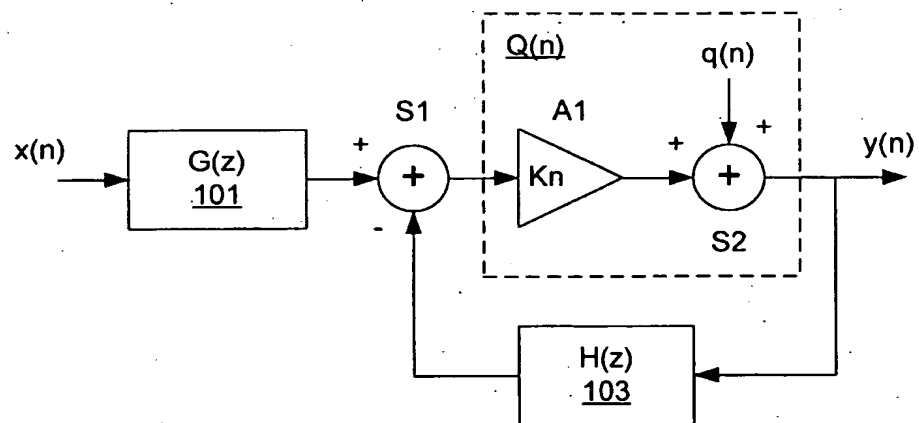 Q(n)
q(n)
S1
A1
x(n)
G(z)
101
+
+
-
Kn
+
+
+
y(n)
S2
H(z)
103